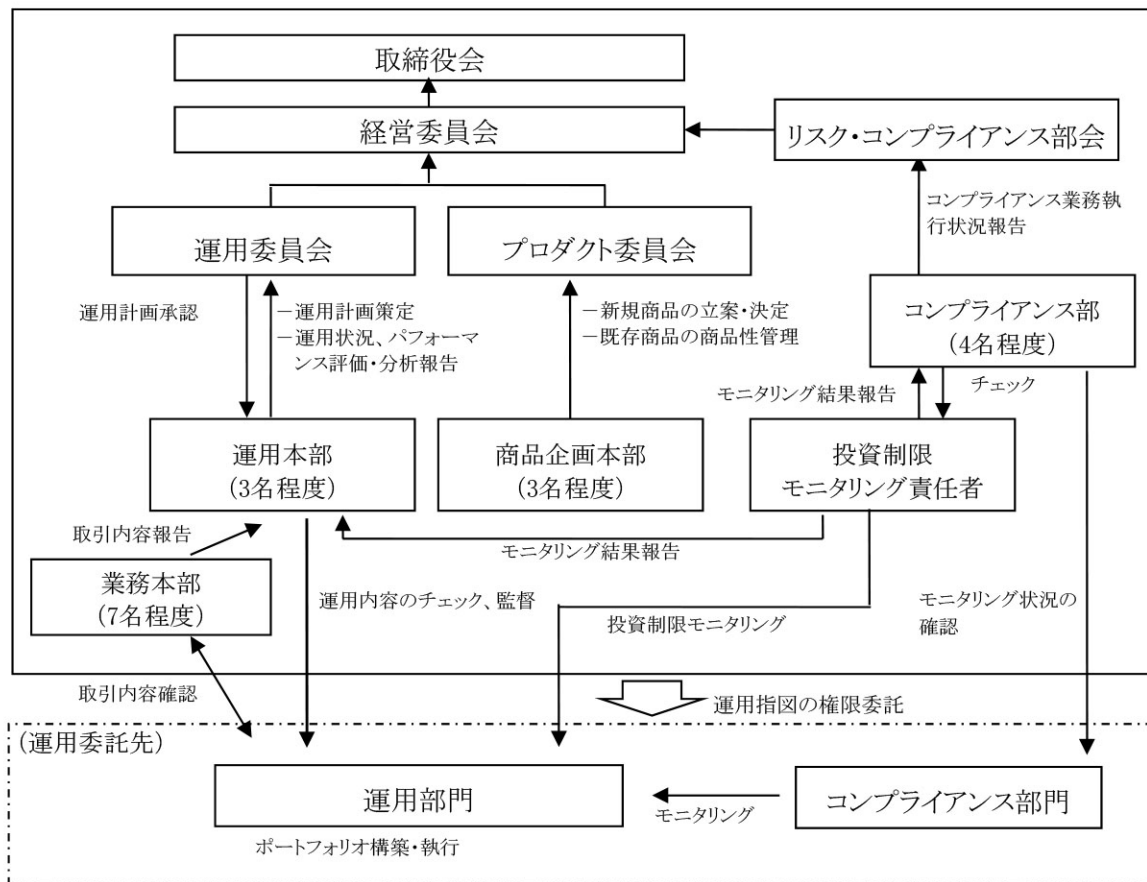 取締役会
経営委員会
リスク・コンプライアンス部会
コンプライアンス業務執
行状況報告
運用委員会
プロダクト委員会
運用計画承認
－運用計画策定
－運用状況、パフォーマ
ンス評価・分析報告
－新規商品の立案・決定
－既存商品の商品性管理
コンプライアンス部
(4名程度)
モニタリング結果報告
チェック
運用本部
(3名程度)
商品企画本部
(3名程度)
投資制限
モニタリング責任者
取引内容報告
モニタリング結果報告
業務本部
(7名程度)
運用内容のチェック、監督
投資制限モニタリング
モニタリング状況の
確認
取引内容確認
運用指図の権限委託
(運用委託先)
運用部門
モニタリング
コンプライアンス部門
ポートフォリオ構築・執行